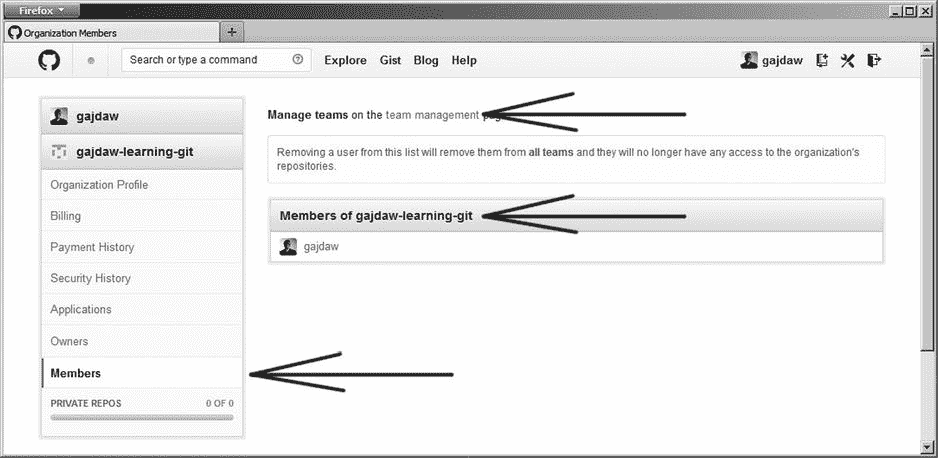 Firefox
Organization Members
Search or type a command
Explore Gist Blog Help
gajdaw
gajdaw
gajdaw-learning-git
Organization Profile
Billing
Payment History
Security History
Applications
Owners
Members
PRIVATE REPOS 0 OF 0
Manage teams on the team management
Removing a user from this list will remove them from all teams and they will no longer have any access to the organization's
repositories.
Members of gajdaw-learning-git
gajdaw